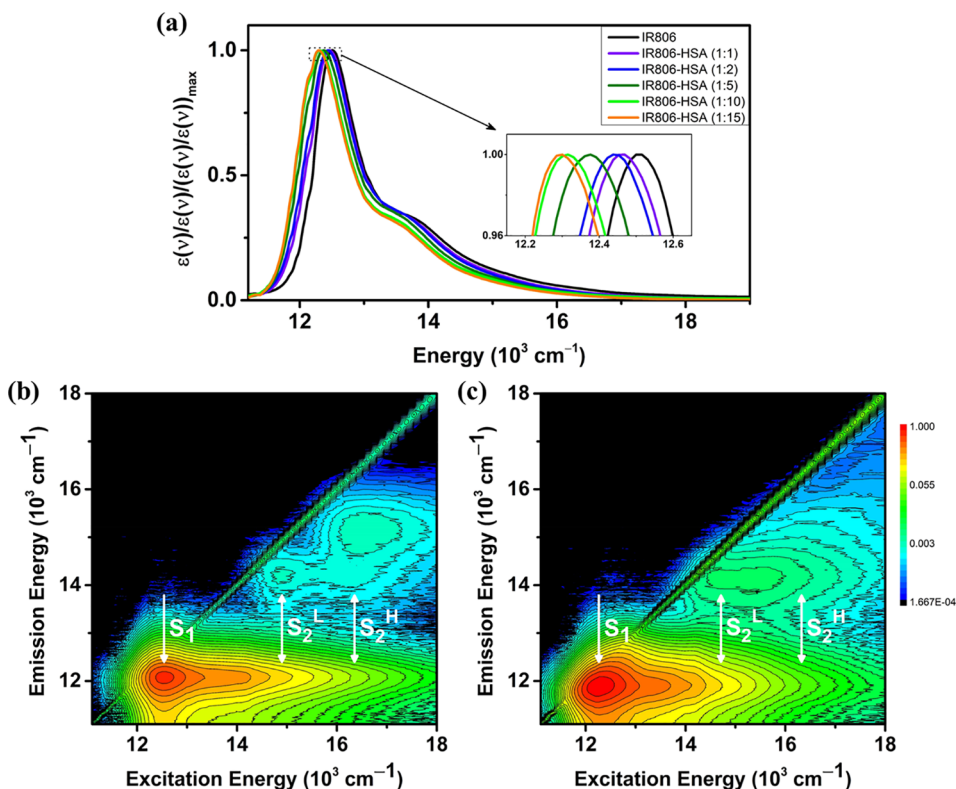 (a)
ε(ν)/ε(ν)/(ε(ν)/ε(ν))max
1.0
0.5
0.0
12
14
16
18
Energy (10³ cm⁻¹)
IR806
IR806-HSA (1:1)
IR806-HSA (1:2)
IR806-HSA (1:5)
IR806-HSA (1:10)
IR806-HSA (1:15)
1.00
0.96
12.2
12.4
12.6
(b)
Emission Energy (10³ cm⁻¹)
18
16
14
12
S₁
S₂ᴸ
S₂ᴴ
12
14
16
18
Excitation Energy (10³ cm⁻¹)
(c)
Emission Energy (10³ cm⁻¹)
18
16
14
12
S₁
S₂ᴸ
S₂ᴴ
12
14
16
18
Excitation Energy (10³ cm⁻¹)
1.000
0.055
0.003
1.667E-04